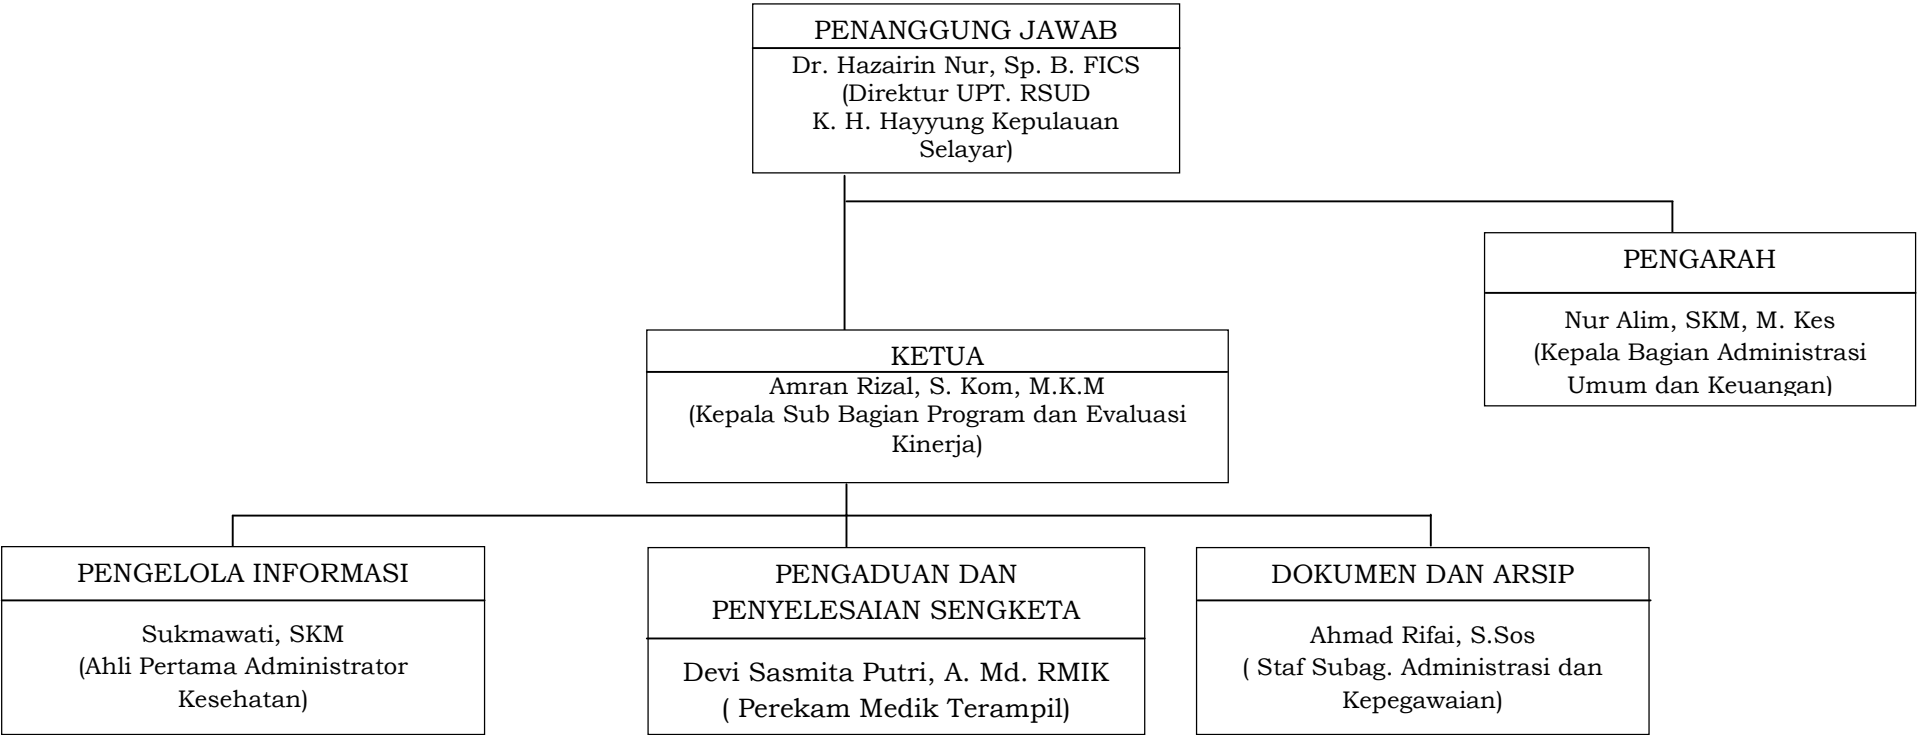 PENANGGUNG JAWAB
Dr. Hazairin Nur, Sp. B. FICS
(Direktur UPT. RSUD
K. H. Hayyung Kepulauan
Selayar)
PENGARAH
Nur Alim, SKM, M. Kes
(Kepala Bagian Administrasi
Umum dan Keuangan)
KETUA
Amran Rizal, S. Kom, M.K.M
(Kepala Sub Bagian Program dan Evaluasi
Kinerja)
PENGELOLA INFORMASI
Sukmawati, SKM
(Ahli Pertama Administrator
Kesehatan)
PENGADUAN DAN
PENYELESAIAN SENGKETA
Devi Sasmita Putri, A. Md. RMIK
( Perekam Medik Terampil)
DOKUMEN DAN ARSIP
Ahmad Rifai, S.Sos
( Staf Subag. Administrasi dan
Kepegawaian)